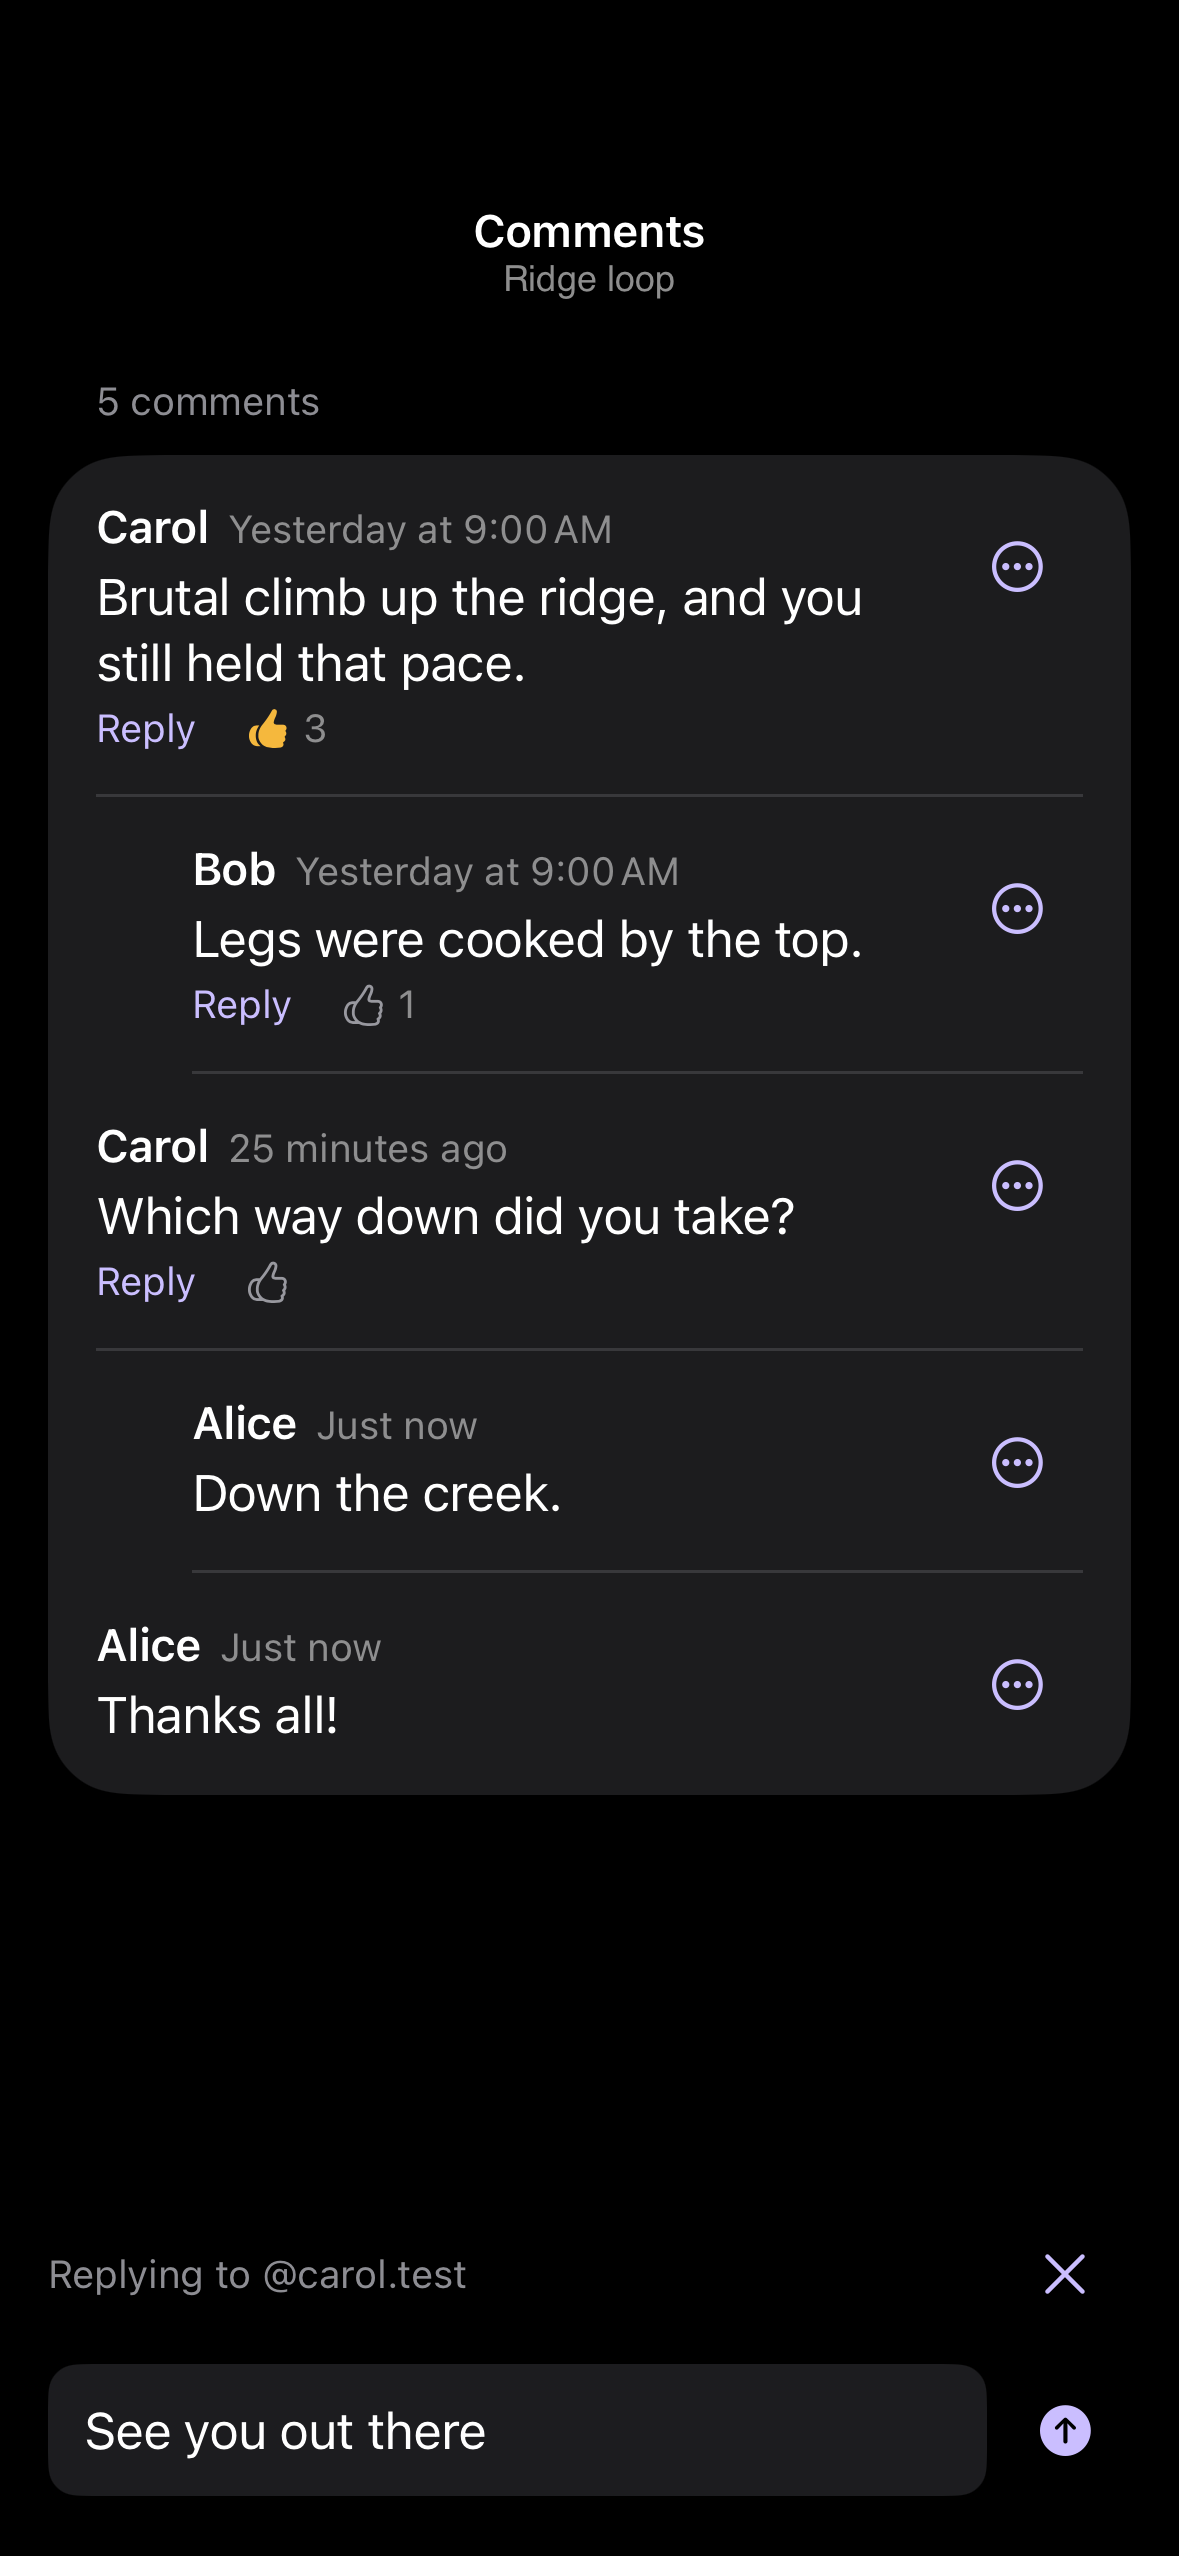 Comments
Ridge loop
5 comments
Carol Yesterday at 9:00 AM
Brutal climb up the ridge, and you
still held that pace.
Reply 3
Bob Yesterday at 9:00 AM
Legs were cooked by the top.
Reply 1
Carol 25 minutes ago
Which way down did you take?
Reply
Alice Just now
Down the creek.
Alice Just now
Thanks all!
Replying to @carol.test
See you out there